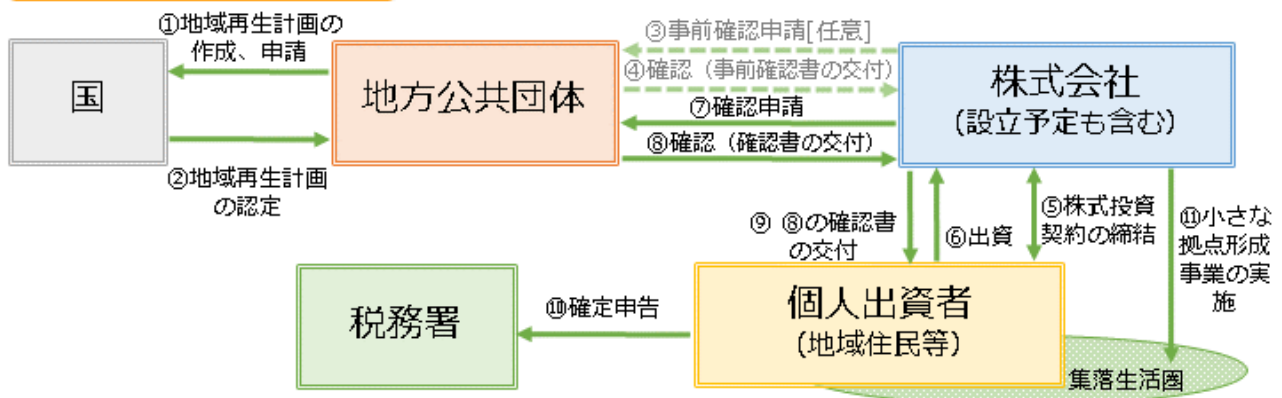 ①地域再生計画の
作成、申請
国
②地域再生計画
の認定
地方公共団体
③事前確認申請[任意]
④確認（事前確認書の交付）
⑦確認申請
⑧確認（確認書の交付）
株式会社
(設立予定も含む)
⑨ ⑧の確認書
の交付
⑥出資
⑤株式投資
契約の締結
⑪小さな
拠点形成
事業の実
施
税務署
⑩確定申告
個人出資者
(地域住民等)
集落生活圏